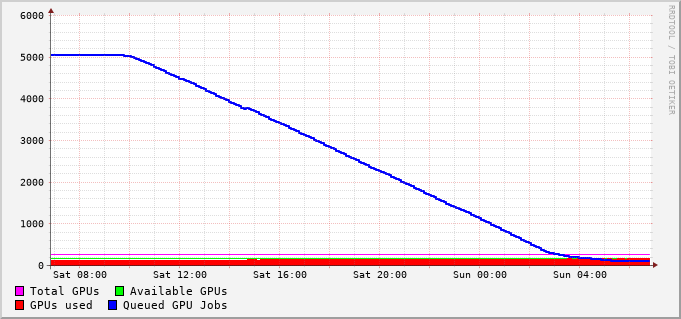 6000
5000
4000
3000
2000
1000
0
Sat 08:00 Sat 12:00 Sat 16:00 Sat 20:00 Sun 00:00 Sun 04:00
Total GPUs Available GPUs
GPUs used Queued GPU Jobs
RRDTOOL / TOBI OETIKER